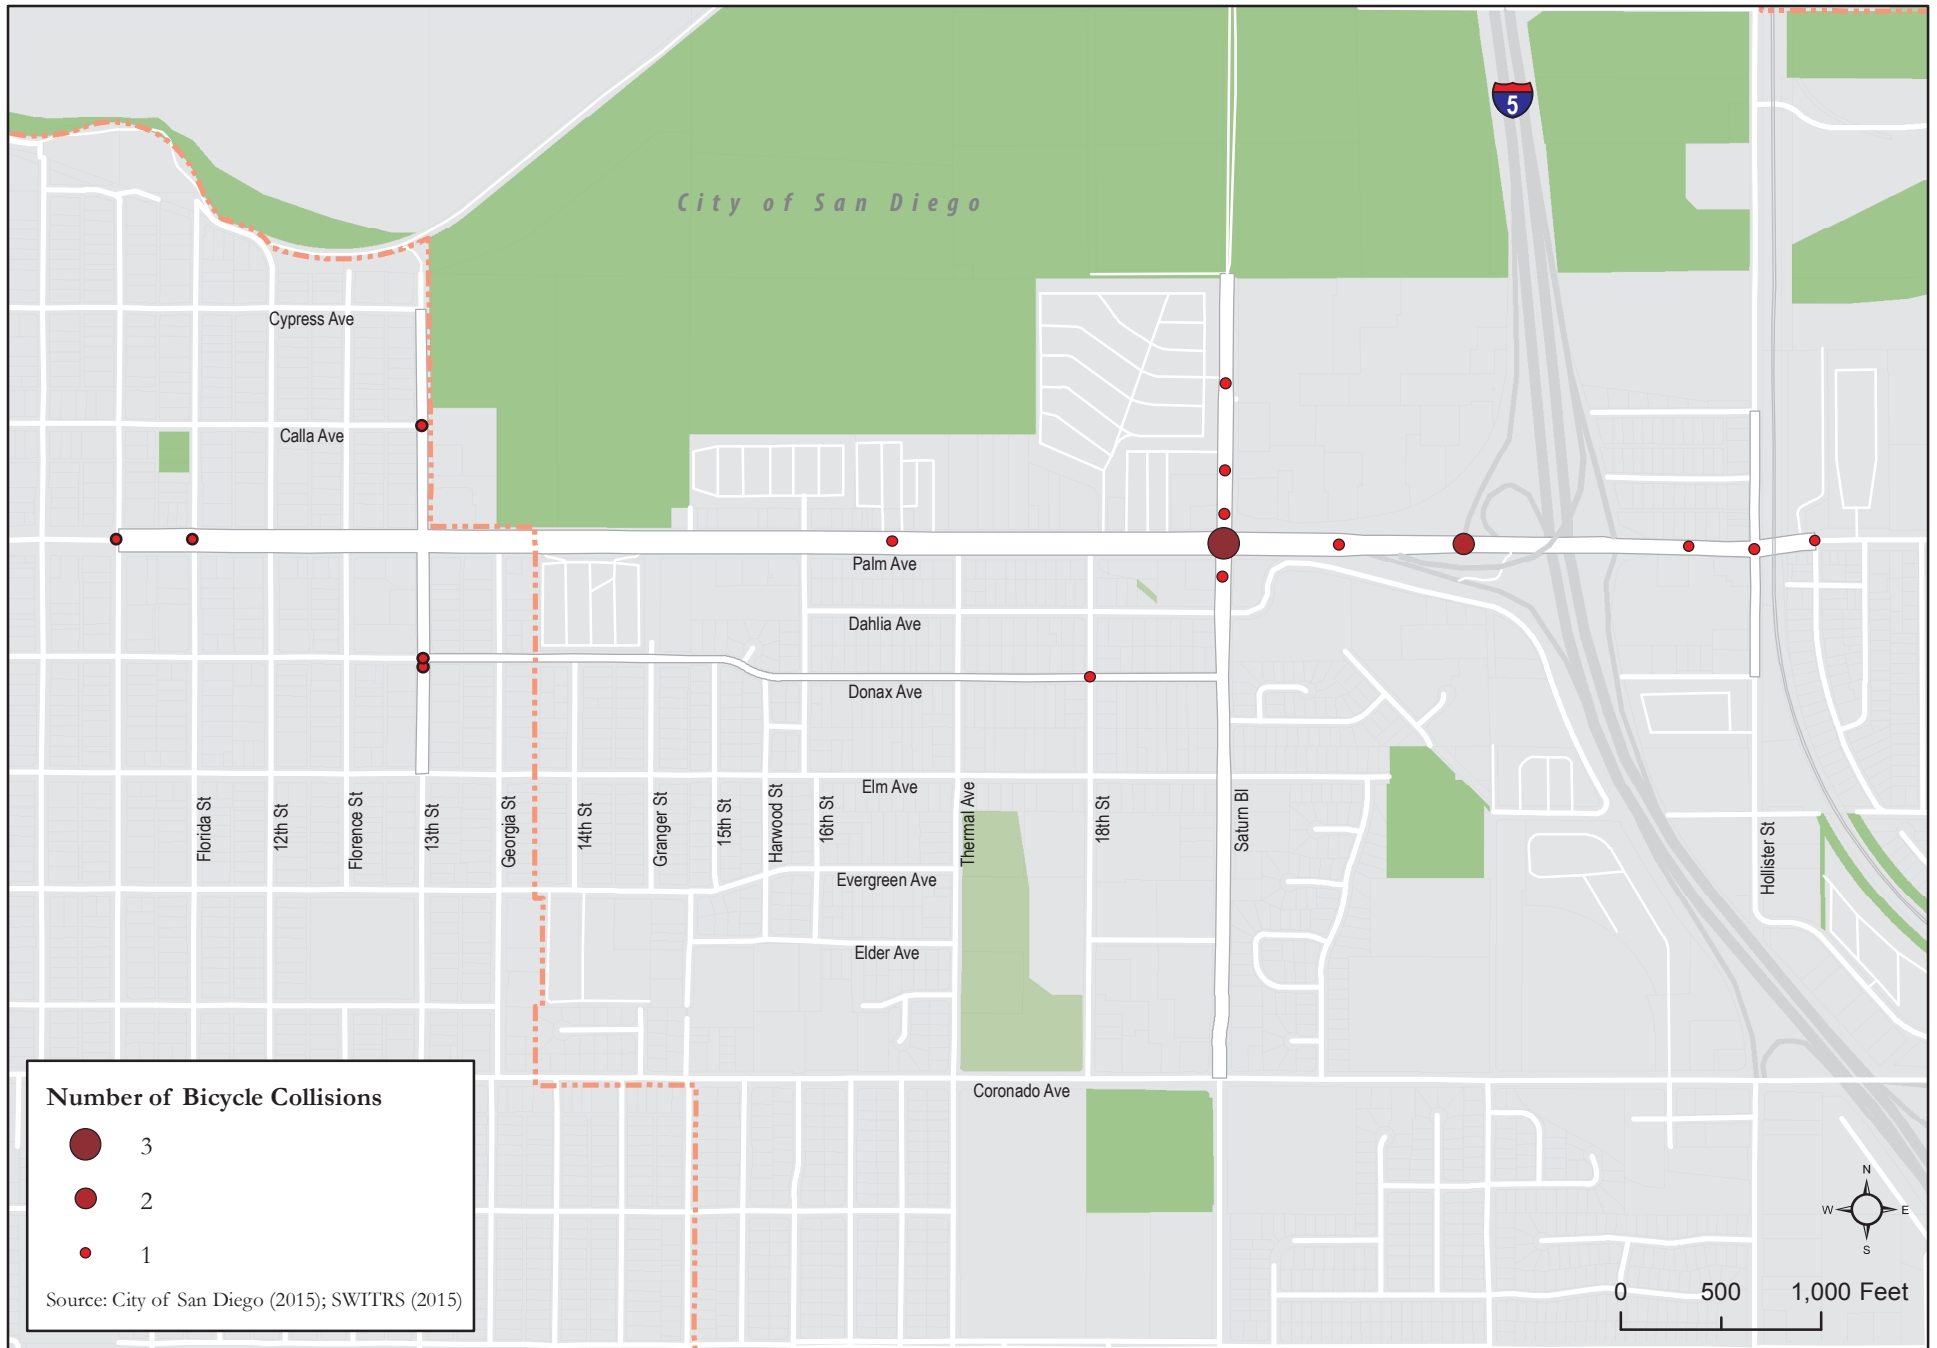 5
City of San Diego
Cypress Ave
Calla Ave
Palm Ave
Dahlia Ave
Donax Ave
Elm Ave
Florida St
12th St
Florence St
13th St
Georgia St
14th St
Granger St
15th St
Harwood St
16th St
Thermal Ave
18th St
Saturn Bl
Hollister St
Evergreen Ave
Elder Ave
Coronado Ave
Number of Bicycle Collisions
3
2
1
Source: City of San Diego (2015); SWITRS (2015)
N
W E
S
0 500 1,000 Feet